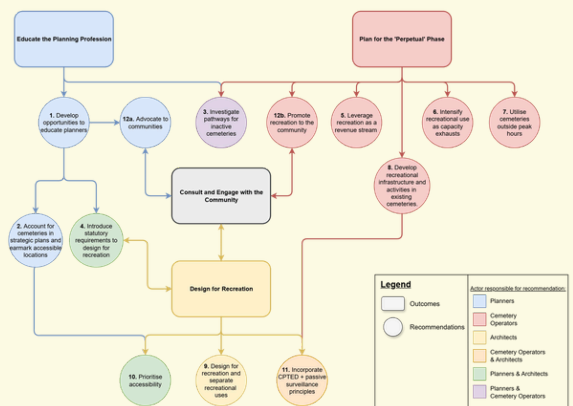 Educate the Planning Profession
Plan for the 'Perpetual' Phase
1. Develop
opportunities to
educate planners
12a. Advocate to
communities
3. Investigate
pathways for
inactive
cemeteries
12b. Promote
recreation to the
community
5. Leverage
recreation as a
revenue stream
6. Intensify
recreational use
as capacity
exhausts
7. Utilise
cemeteries
outside peak
hours
8. Develop
recreational
infrastructure and
activities in
existing
cemeteries.
Consult and Engage with the
Community
2. Account for
cemeteries in
strategic plans and
earmark accessible
locations
4. Introduce
statutory
requirements to
design for
recreation
Design for Recreation
10. Prioritise
accessibility
9. Design for
recreation and
separate
recreational
uses
11. Incorporate
CPTED + passive
surveillance
principles
Legend
Outcomes
Recommendations
Actor responsible for recommendation:
Planners
Cemetery
Operators
Architects
Cemetery Operators
& Architects
Planners & Architects
Planners &
Cemetery Operators